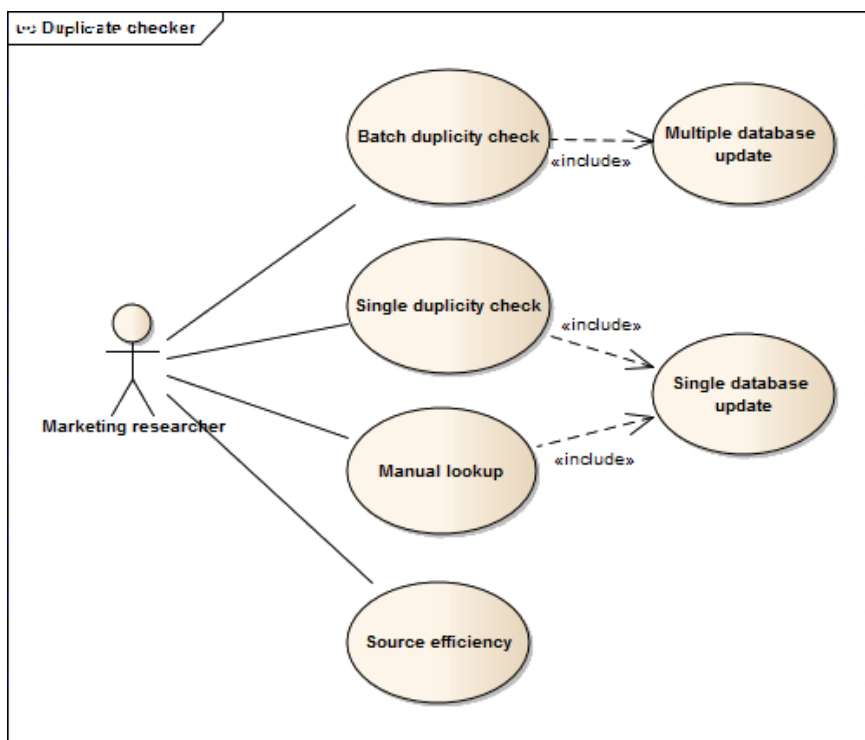 uc Duplicate checker
Batch duplicity check
Multiple database
update
«include»
Single duplicity check
«include»
Single database
update
Marketing researcher
Manual lookup
«include»
Source efficiency